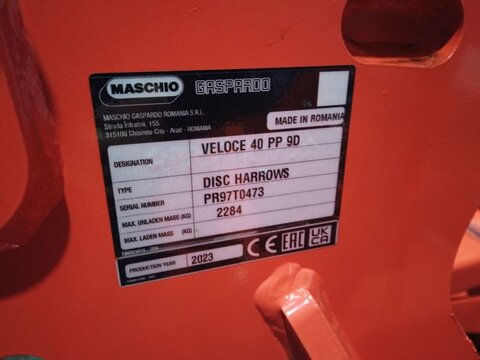 MASCHIO GASPARDO
MASCHIO GASPARDO ROMANIA S.R.L.
Strada Înfratirii, 155
315100 Chisineu-Cris - Arad - ROMANIA
MADE IN ROMANIA
DESIGNATION VELOCE 40 PP 9D
TYPE DISC HARROWS
SERIAL NUMBER PR97T0473
MAX. UNLADEN MASS (KG) 2284
MAX. LADEN MASS (KG)
PRODUCTION YEAR 2023 CE EAC UK CA